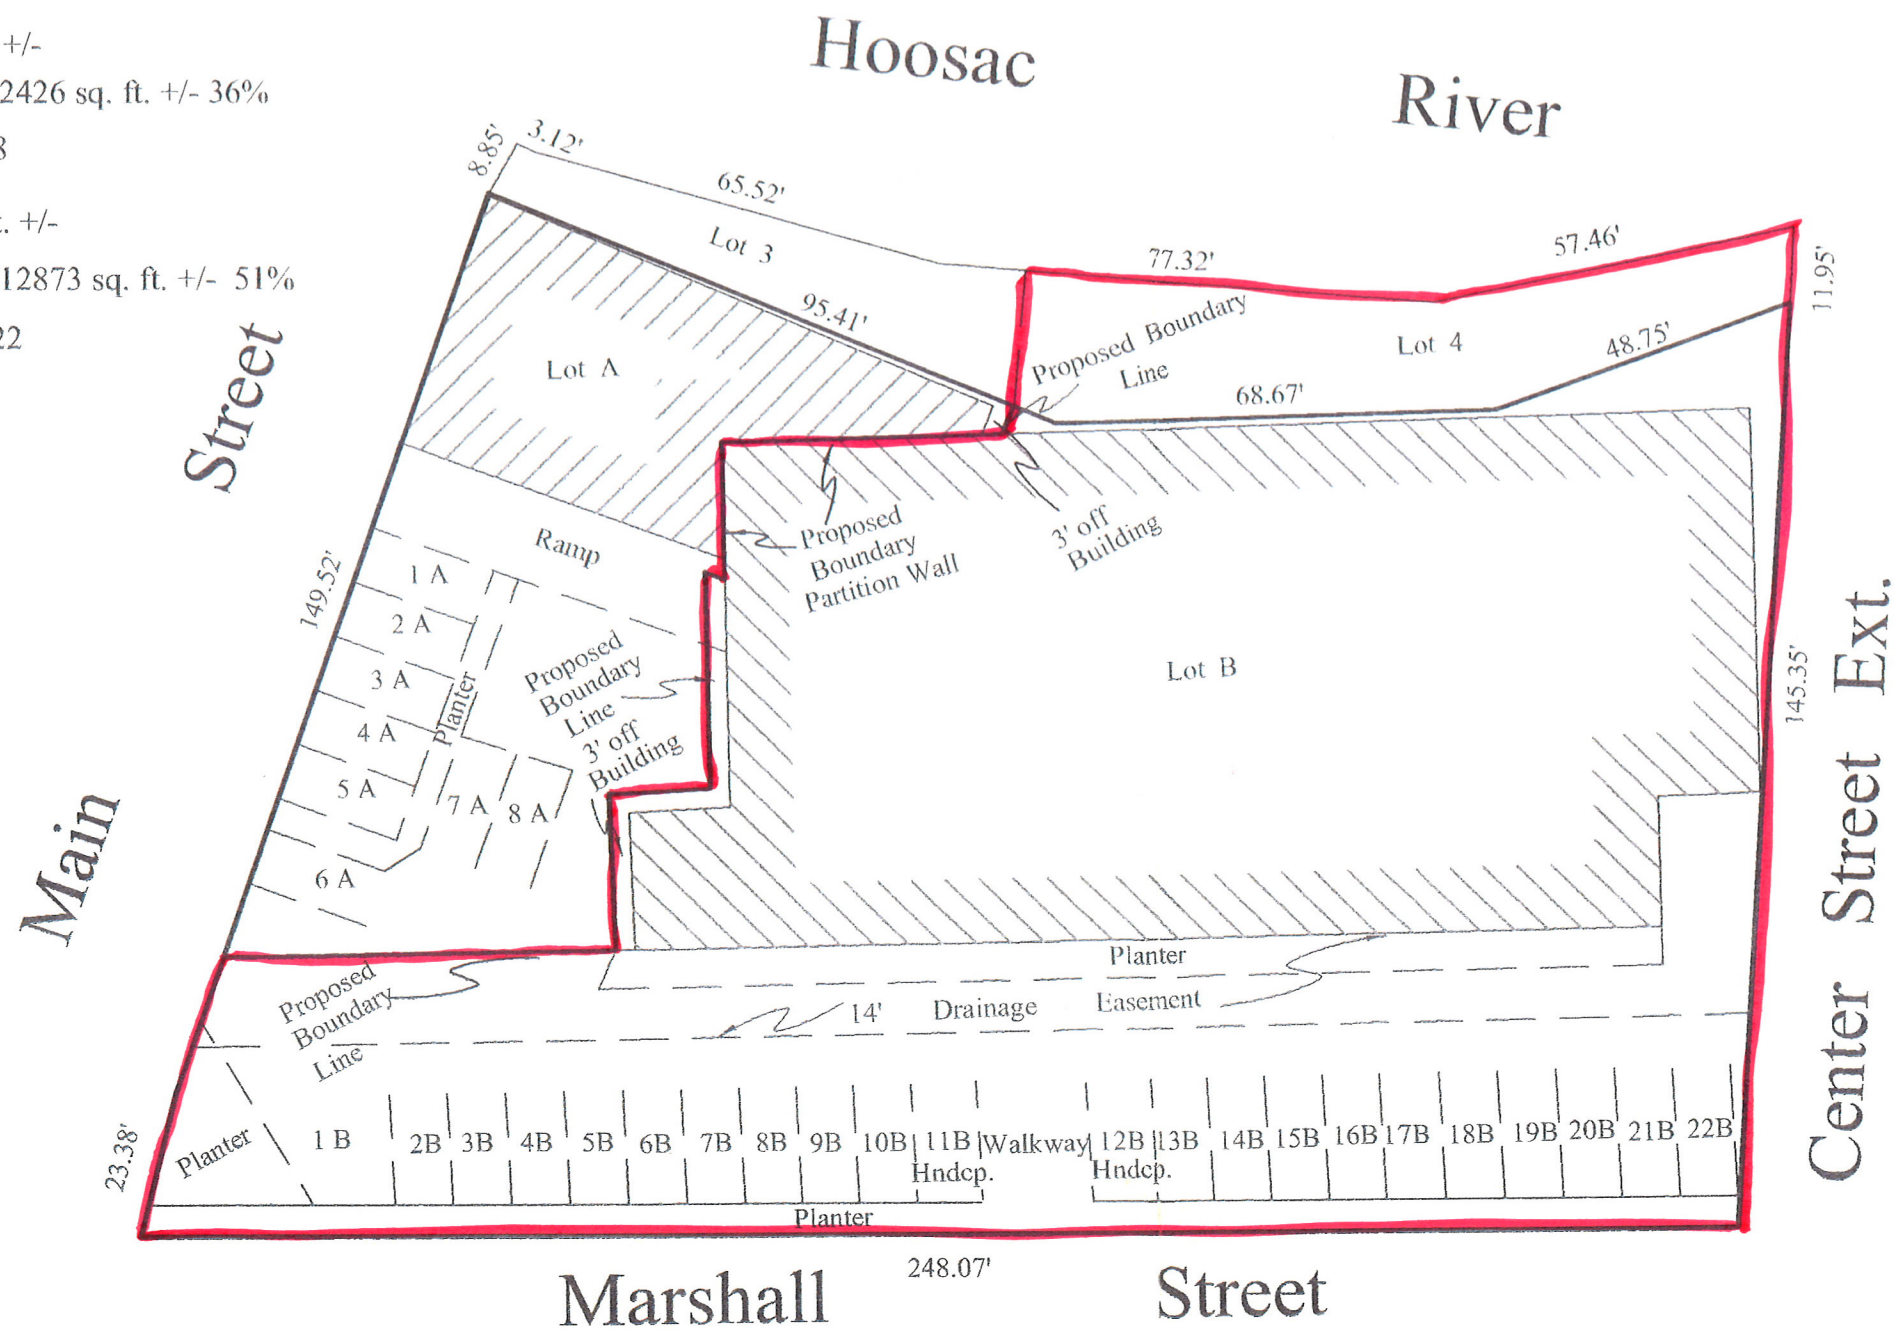 +/-
2426 sq. ft. +/- 36%
8
t. +/-
12873 sq. ft. +/- 51%
22
Hoosac River
8.85'
3.12'
65.52'
Lot 3
95.41'
77.32'
57.46'
11.95'
Proposed Boundary
Line
Lot 4
48.75'
68.67'
Lot A
Main Street
149.52'
Ramp
Proposed
Boundary
Partition Wall
3' off
Building
1 A
2 A
3 A
4 A
5 A
6 A
7 A
8 A
Planter
Proposed
Boundary
Line
3' off
Building
Lot B
145.35'
Center Street Ext.
Planter
14' Drainage Easement
Proposed
Boundary
Line
23.38'
Planter
1 B 2B 3B 4B 5B 6B 7B 8B 9B 10B 11B Walkway 12B 13B 14B 15B 16B 17B 18B 19B 20B 21B 22B
Hndcp. Hndcp.
Planter
248.07'
Marshall Street